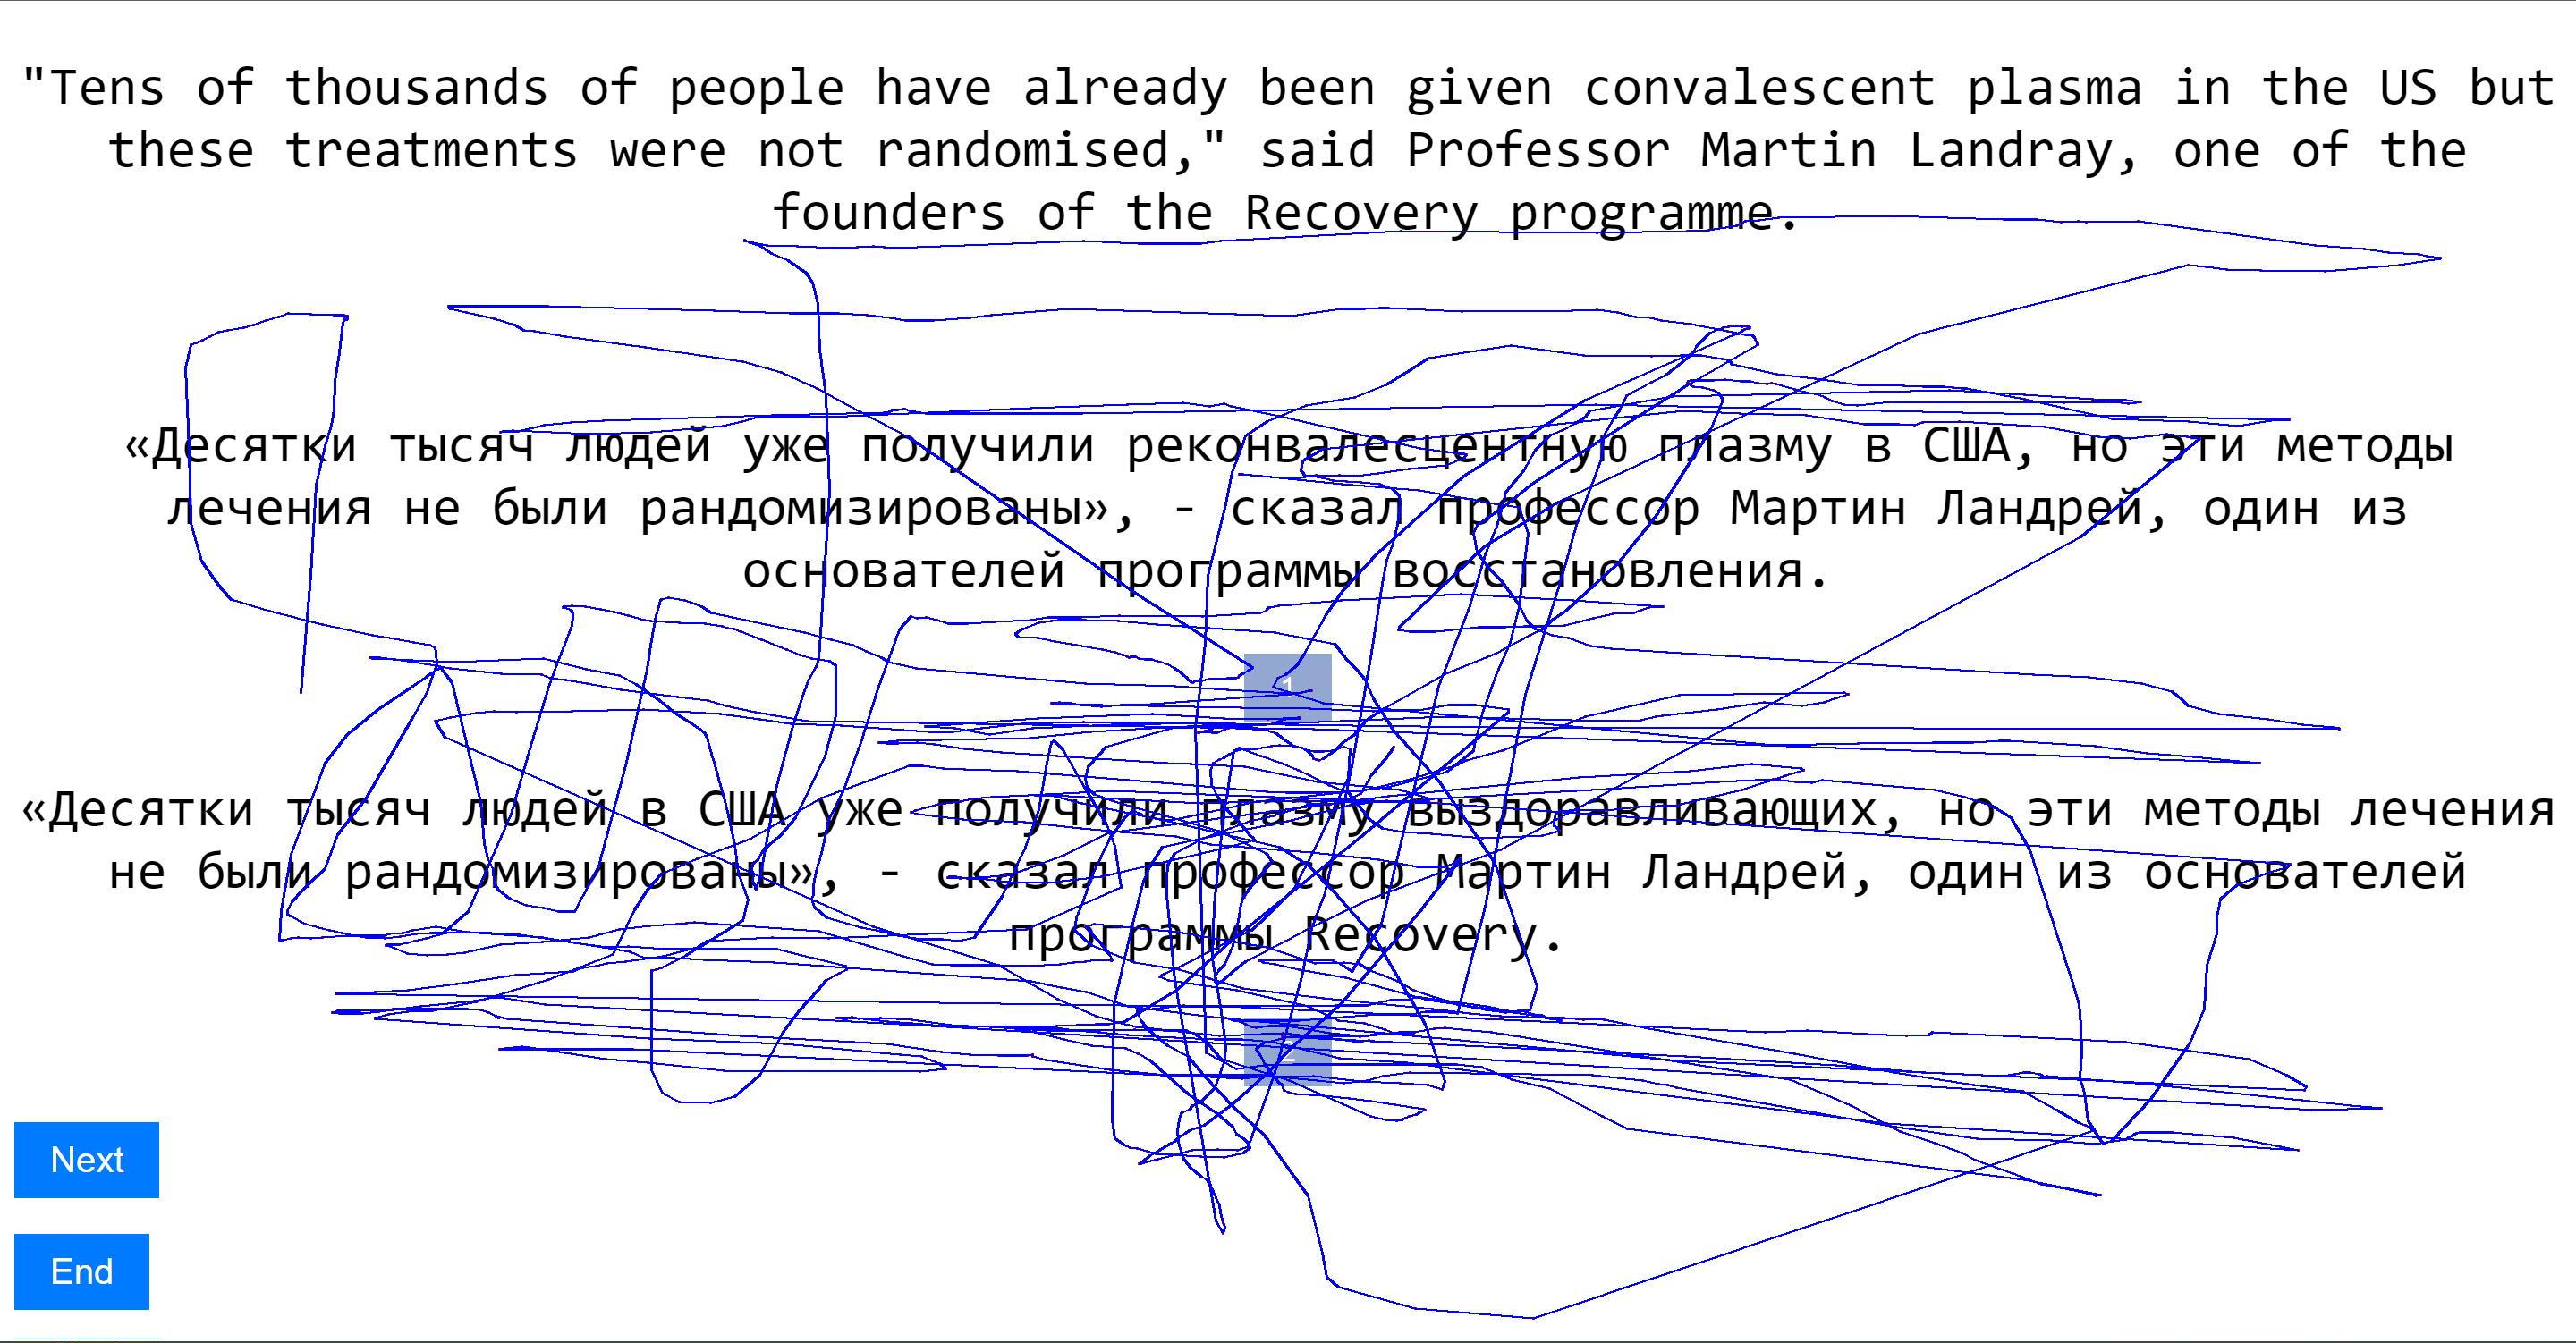 "Tens of thousands of people have already been given convalescent plasma in the US but
these treatments were not randomised," said Professor Martin Landray, one of the
founders of the Recovery programme.
«Десятки тысяч людей уже получили реконвалесцентную плазму в США, но эти методы
лечения не были рандомизированы», - сказал профессор Мартин Ландрей, один из
основателей программы восстановления.
1
«Десятки тысяч людей в США уже получили плазму выздоравливающих, но эти методы лечения
не были рандомизированы», - сказал профессор Мартин Ландрей, один из основателей
программы Recovery.
2
Next
End